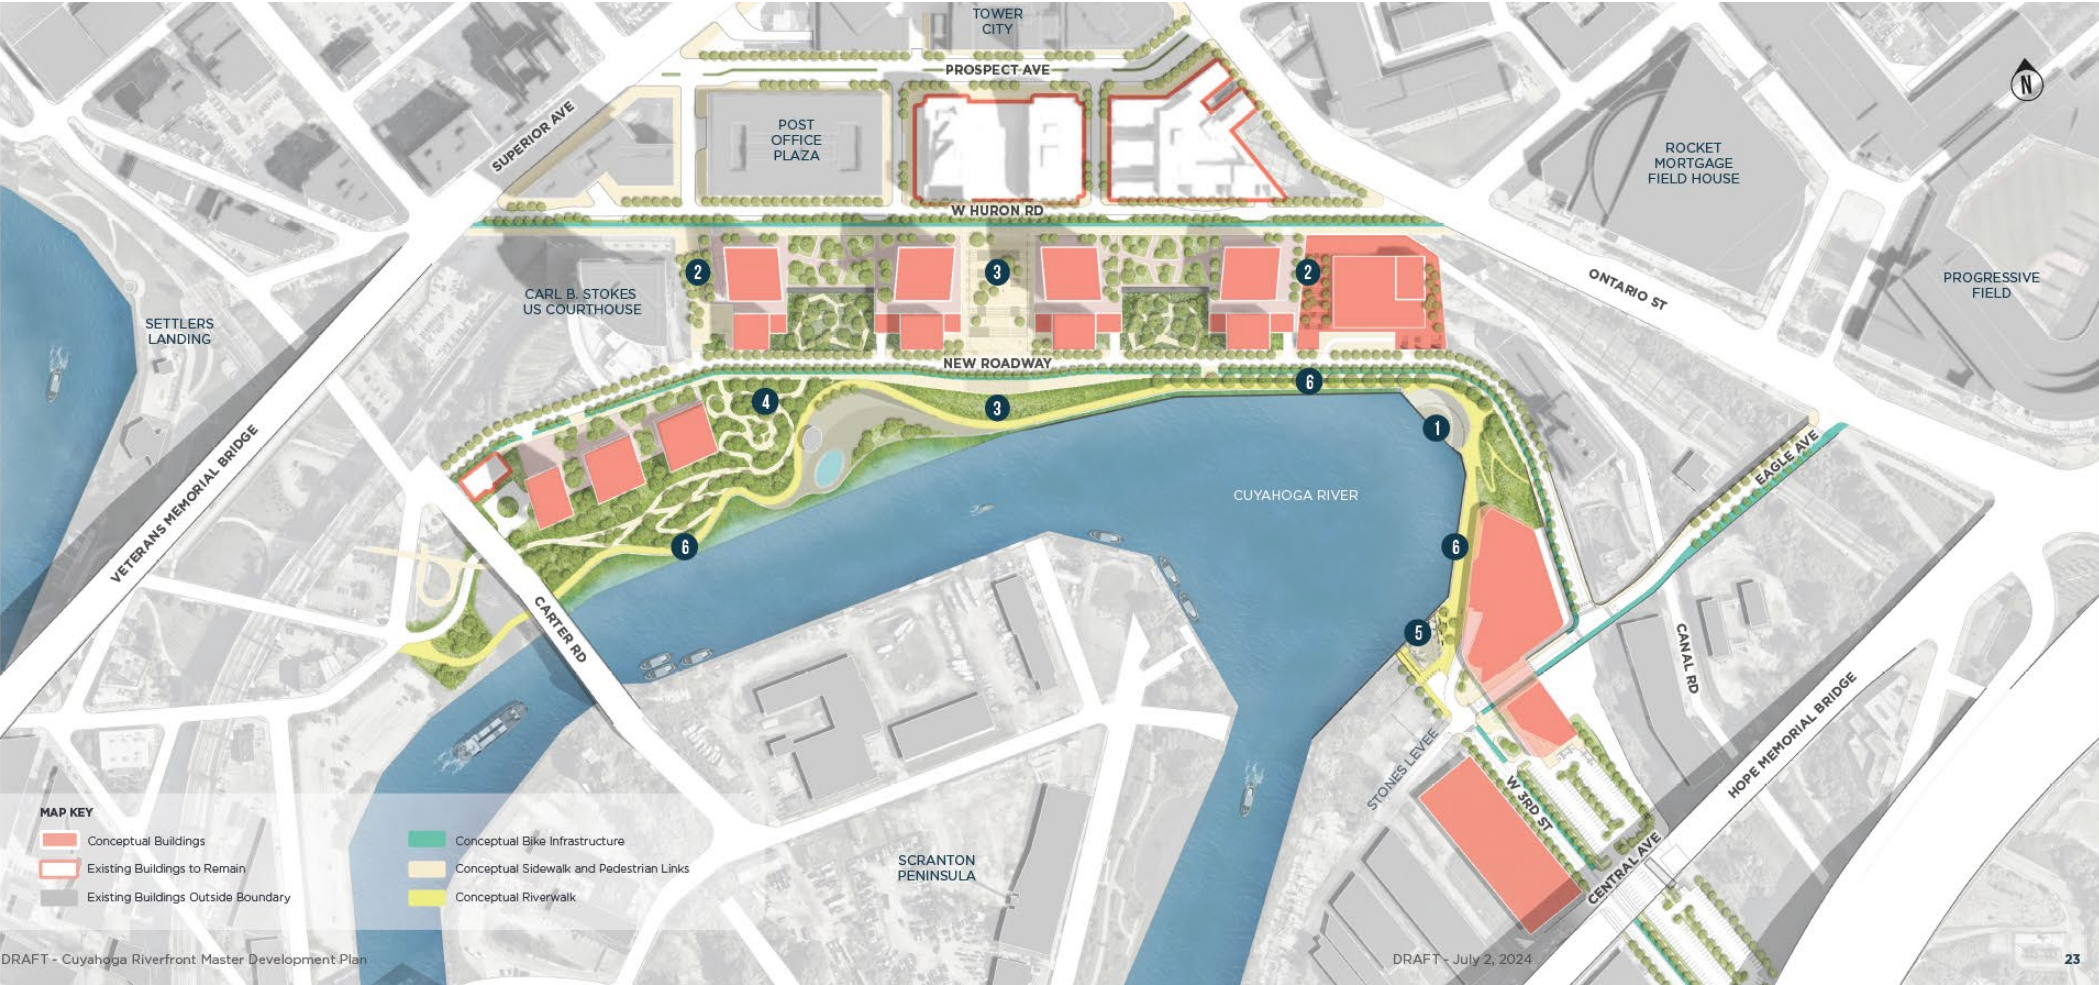 TOWER
CITY
PROSPECT AVE
N
SUPERIOR AVE
POST
OFFICE
PLAZA
ROCKET
MORTGAGE
FIELD HOUSE
W HURON RD
2
3
2
ONTARIO ST
PROGRESSIVE
FIELD
CARL B. STOKES
US COURTHOUSE
SETTLERS
LANDING
NEW ROADWAY
6
4
3
1
VETERANS MEMORIAL BRIDGE
EAGLE AVE
CUYAHOGA RIVER
6
6
CARTER RD
5
CANAL RD
HOPE MEMORIAL BRIDGE
STONES LEVEE
W 3RD ST
CENTRAL AVE
SCRANTON
PENINSULA
MAP KEY
Conceptual Buildings
Existing Buildings to Remain
Existing Buildings Outside Boundary
Conceptual Bike Infrastructure
Conceptual Sidewalk and Pedestrian Links
Conceptual Riverwalk
DRAFT - Cuyahoga Riverfront Master Development Plan
DRAFT - July 2, 2024
23